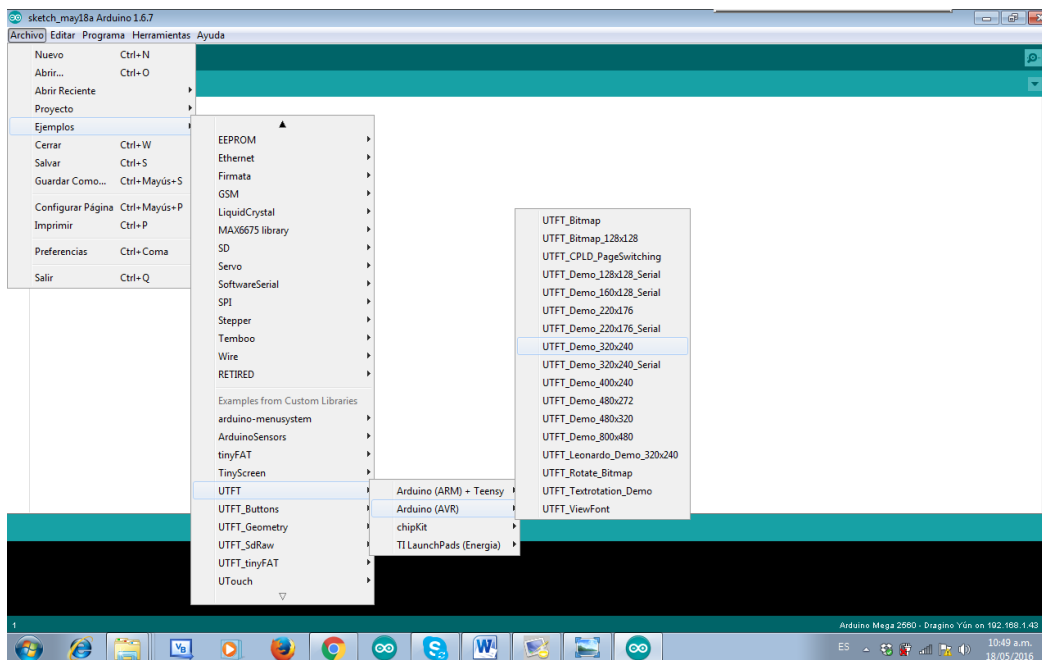 sketch_may18a Arduino 1.6.7
Archivo Editar Programa Herramientas Ayuda
Nuevo Ctrl+N
Abrir... Ctrl+O
Abrir Reciente
Proyecto
Ejemplos
Cerrar Ctrl+W
Salvar Ctrl+S
Guardar Como... Ctrl+Mayús+S
Configurar Página Ctrl+Mayús+P
Imprimir Ctrl+P
Preferencias Ctrl+Coma
Salir Ctrl+Q
EEPROM
Ethernet
Firmata
GSM
LiquidCrystal
MAX6675 library
SD
Servo
SoftwareSerial
SPI
Stepper
Temboo
Wire
RETIRED
Examples from Custom Libraries
arduino-menusystem
ArduinoSensors
tinyFAT
TinyScreen
UTFT
UTFT_Buttons
UTFT_Geometry
UTFT_SdRaw
UTFT_tinyFAT
UTouch
Arduino (ARM) + Teensy
Arduino (AVR)
chipKit
TI LaunchPads (Energia)
UTFT_Bitmap
UTFT_Bitmap_128x128
UTFT_CPLD_PageSwitching
UTFT_Demo_128x128_Serial
UTFT_Demo_160x128_Serial
UTFT_Demo_220x176
UTFT_Demo_220x176_Serial
UTFT_Demo_320x240
UTFT_Demo_320x240_Serial
UTFT_Demo_400x240
UTFT_Demo_480x272
UTFT_Demo_480x320
UTFT_Demo_800x480
UTFT_Leonardo_Demo_320x240
UTFT_Rotate_Bitmap
UTFT_Textrotation_Demo
UTFT_ViewFont
1
Arduino Mega 2560 - Dragino Yún on 192.168.1.43
VB
S
W
ES
10:49 a.m.
18/05/2016